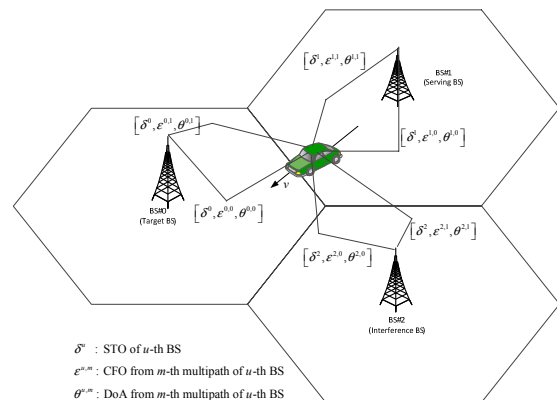 [δ¹, ε¹,¹, θ¹,¹]
BS#1
(Serving BS)
[δ⁰, ε⁰,¹, θ⁰,¹]
[δ¹, ε¹,⁰, θ¹,⁰]
v
BS#0
(Target BS)
[δ⁰, ε⁰,⁰, θ⁰,⁰]
[δ², ε²,¹, θ²,¹]
[δ², ε²,⁰, θ²,⁰]
BS#2
(Interference BS)
δᵘ : STO of u-th BS
εᵘ,ᵐ : CFO from m-th multipath of u-th BS
θᵘ,ᵐ : DoA from m-th multipath of u-th BS